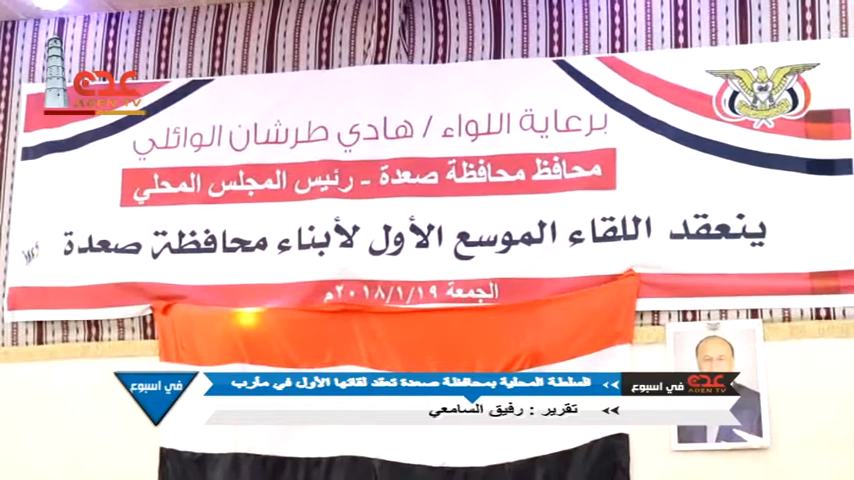 عدن
ADEN TV
برعاية اللواء / هادي طرشان الوائلي
محافظ محافظة صعدة - رئيس المجلس المحلي
ينعقد اللقاء الموسع الأول لأبناء محافظة صعدة
الجمعة ٢٠١٨/١/١٩م
في اسبوع
السلطة المحلية بمحافظة صعدة تعقد لقائها الأول في مأرب
في اسبوع
عدن
ADEN TV
تقرير : رفيق السامعي